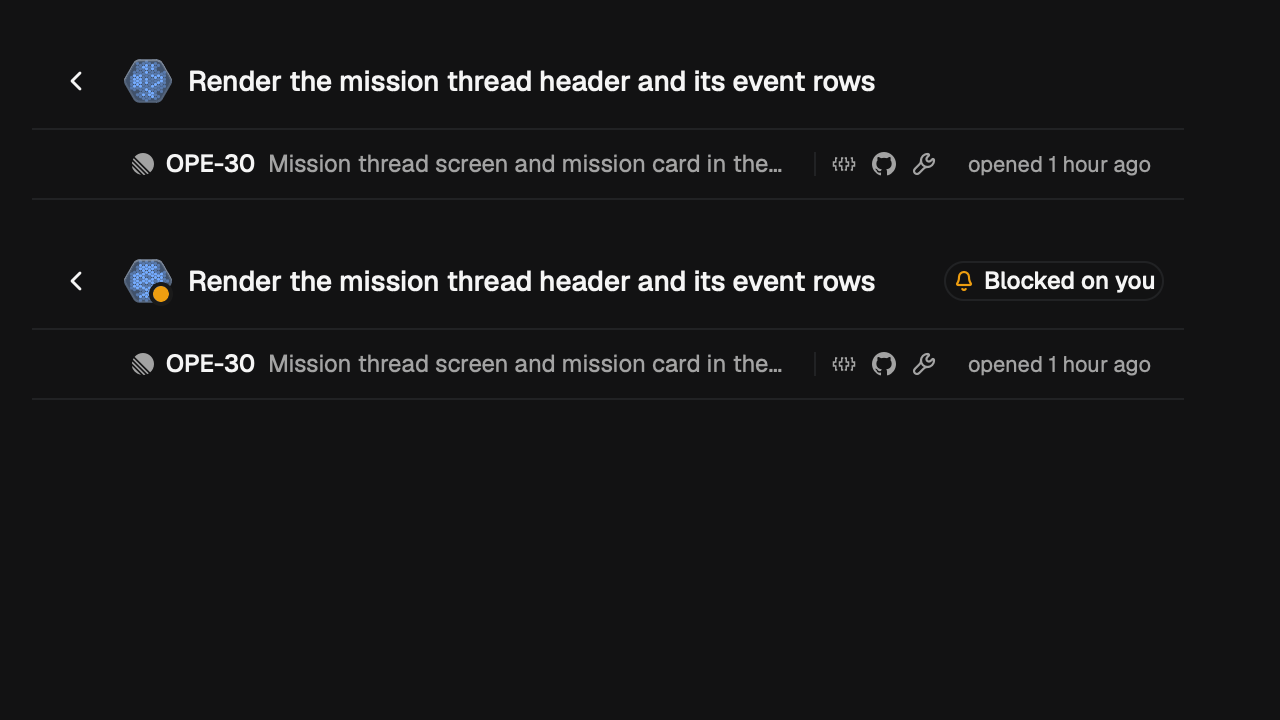 Render the mission thread header and its event rows
OPE-30 Mission thread screen and mission card in the… opened 1 hour ago
Render the mission thread header and its event rows Blocked on you
OPE-30 Mission thread screen and mission card in the… opened 1 hour ago